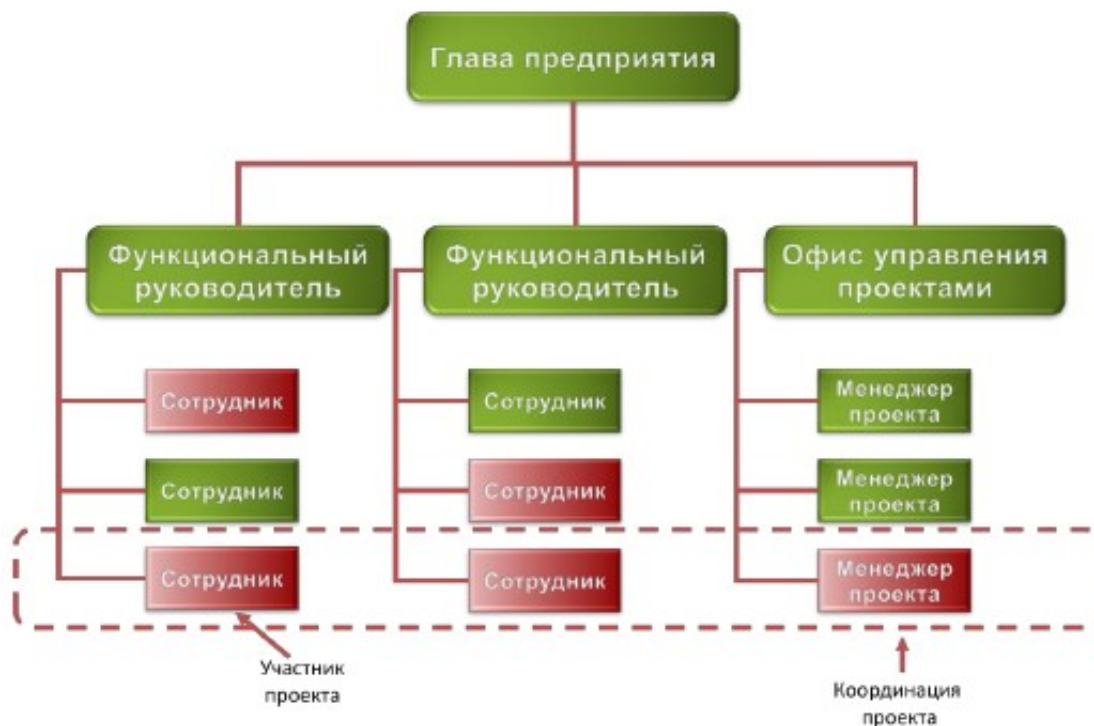 Глава предприятия
Функциональный
руководитель
Функциональный
руководитель
Офис управления
проектами
Сотрудник
Сотрудник
Менеджер
проекта
Сотрудник
Сотрудник
Менеджер
проекта
Сотрудник
Сотрудник
Менеджер
проекта
Участник
проекта
Координация
проекта